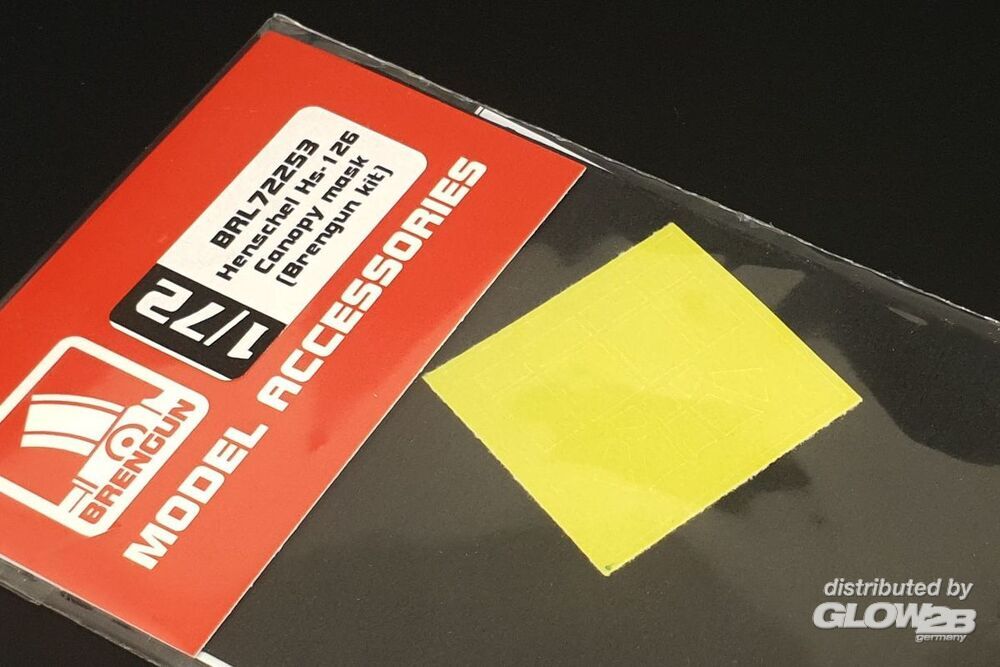 BRL72253
Henschel Hs-126
Canopy mask
(Brengun kit)
1/72
BRENGUN
MODEL ACCESSORIES
distributed by
GLOW2B
germany